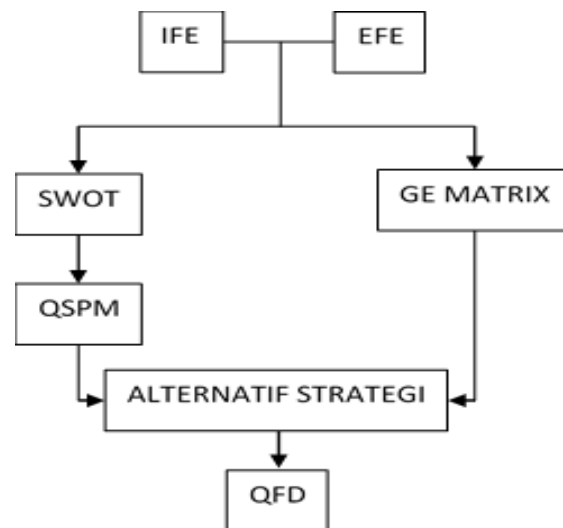 IFE
EFE
SWOT
GE MATRIX
QSPM
ALTERNATIF STRATEGI
QFD